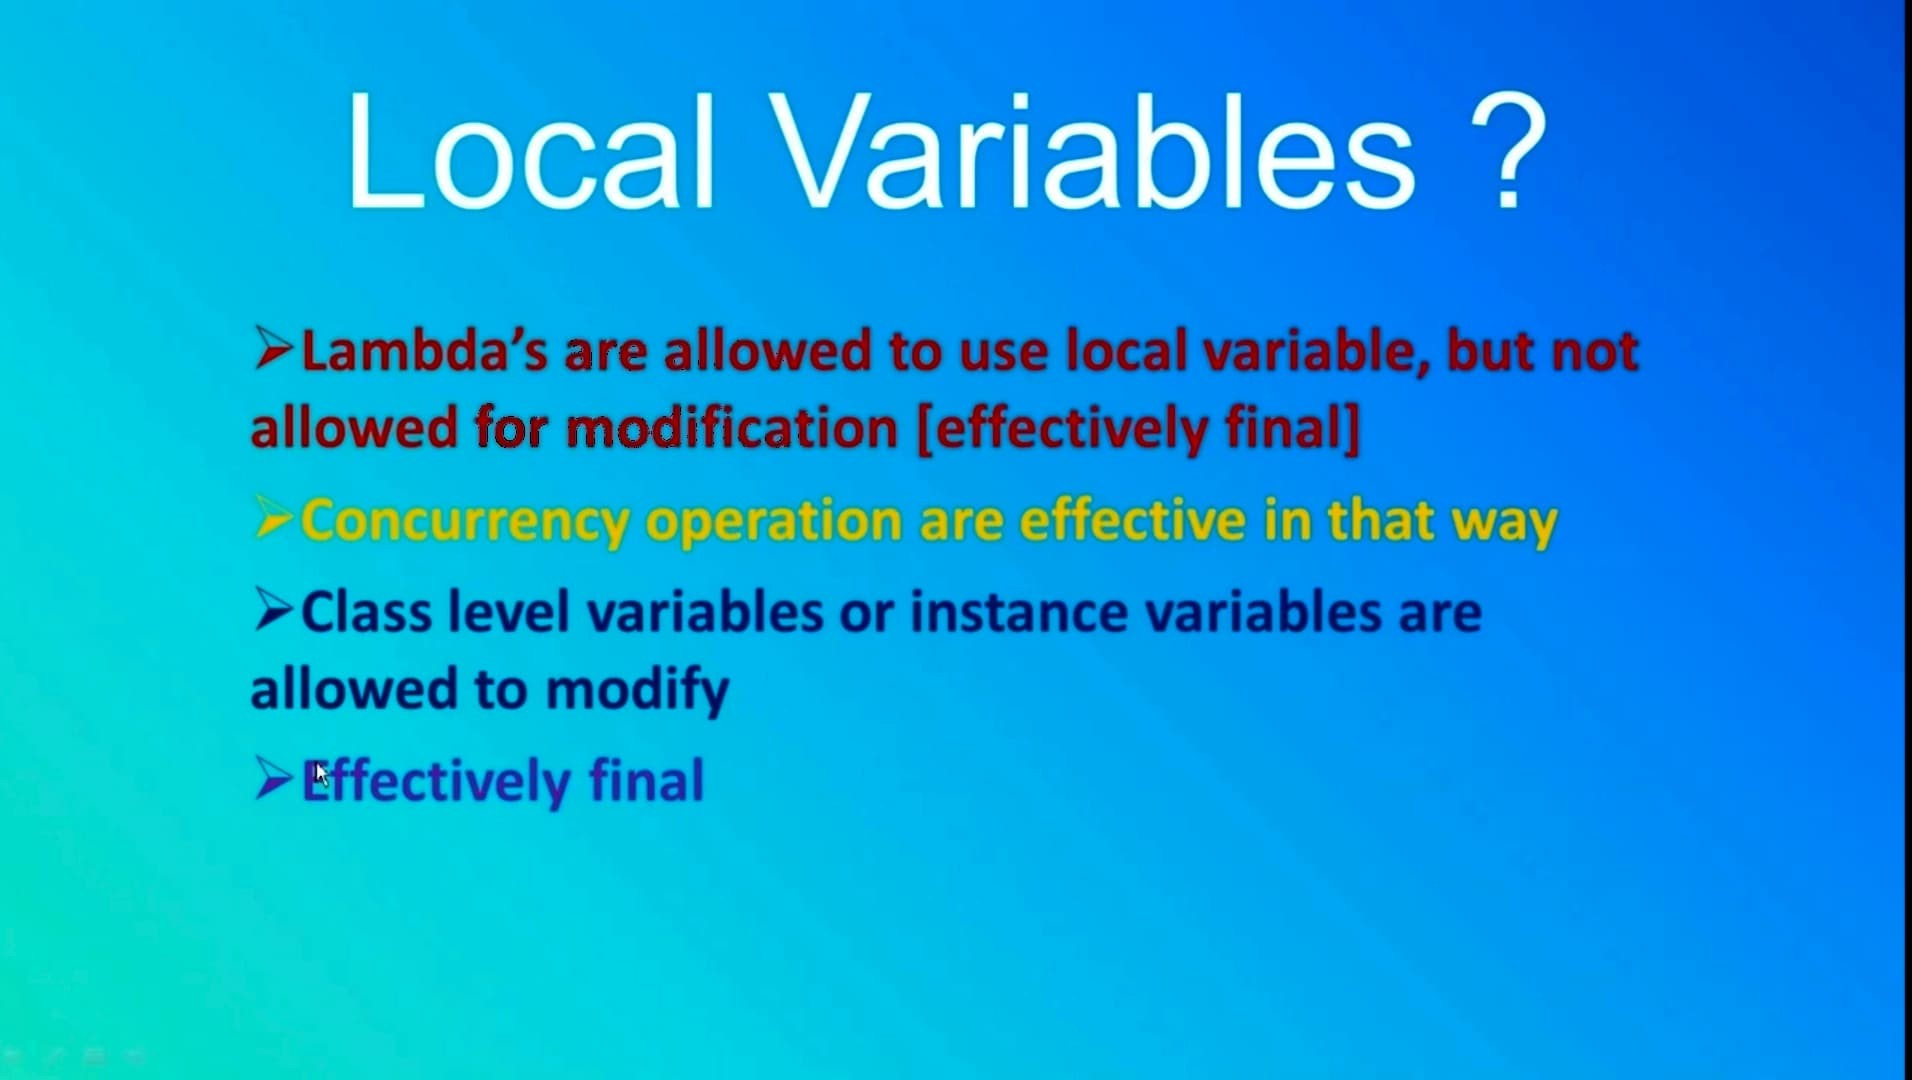 Local Variables ?
➢Lambda’s are allowed to use local variable, but not
allowed for modification [effectively final]
➢Concurrency operation are effective in that way
➢Class level variables or instance variables are
allowed to modify
➢Effectively final